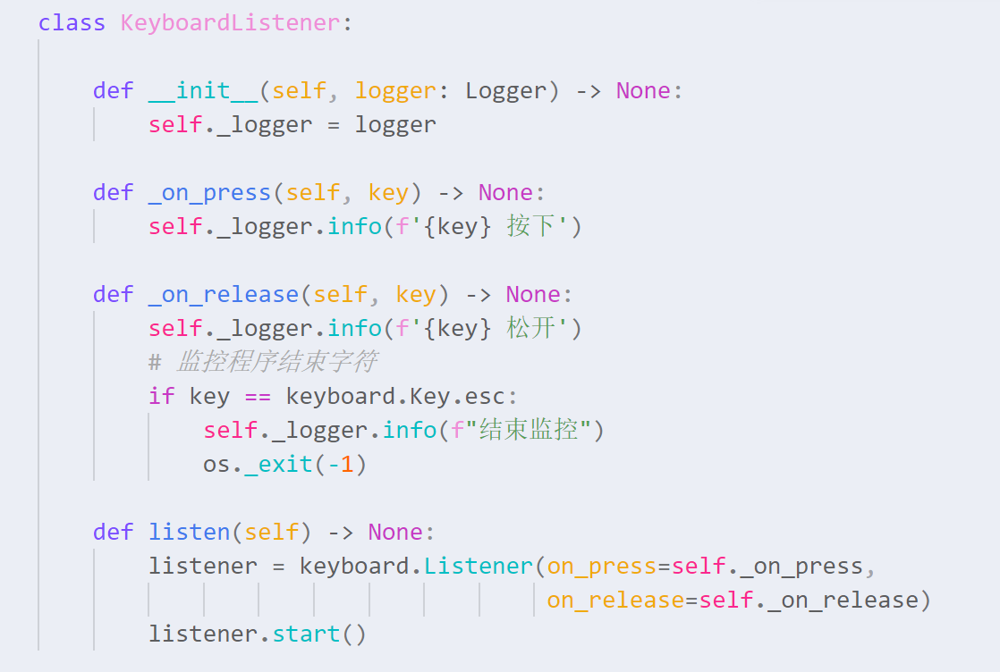 class KeyboardListener:
def __init__(self, logger: Logger) -> None:
self._logger = logger
def _on_press(self, key) -> None:
self._logger.info(f'{key} 按下')
def _on_release(self, key) -> None:
self._logger.info(f'{key} 松开')
# 监控程序结束字符
if key == keyboard.Key.esc:
self._logger.info(f"结束监控")
os._exit(-1)
def listen(self) -> None:
listener = keyboard.Listener(on_press=self._on_press,
on_release=self._on_release)
listener.start()